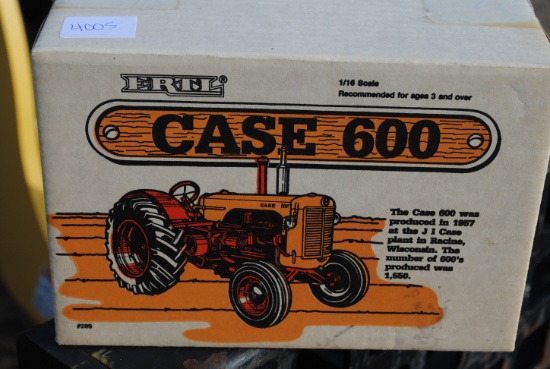 400S
ERTL®
1/16 Scale
Recommended for ages 3 and over
CASE 600
CASE
The Case 600 was
produced in 1957
at the J I Case
plant in Racine,
Wisconsin. The
number of 600's
produced was
1,550.
#289